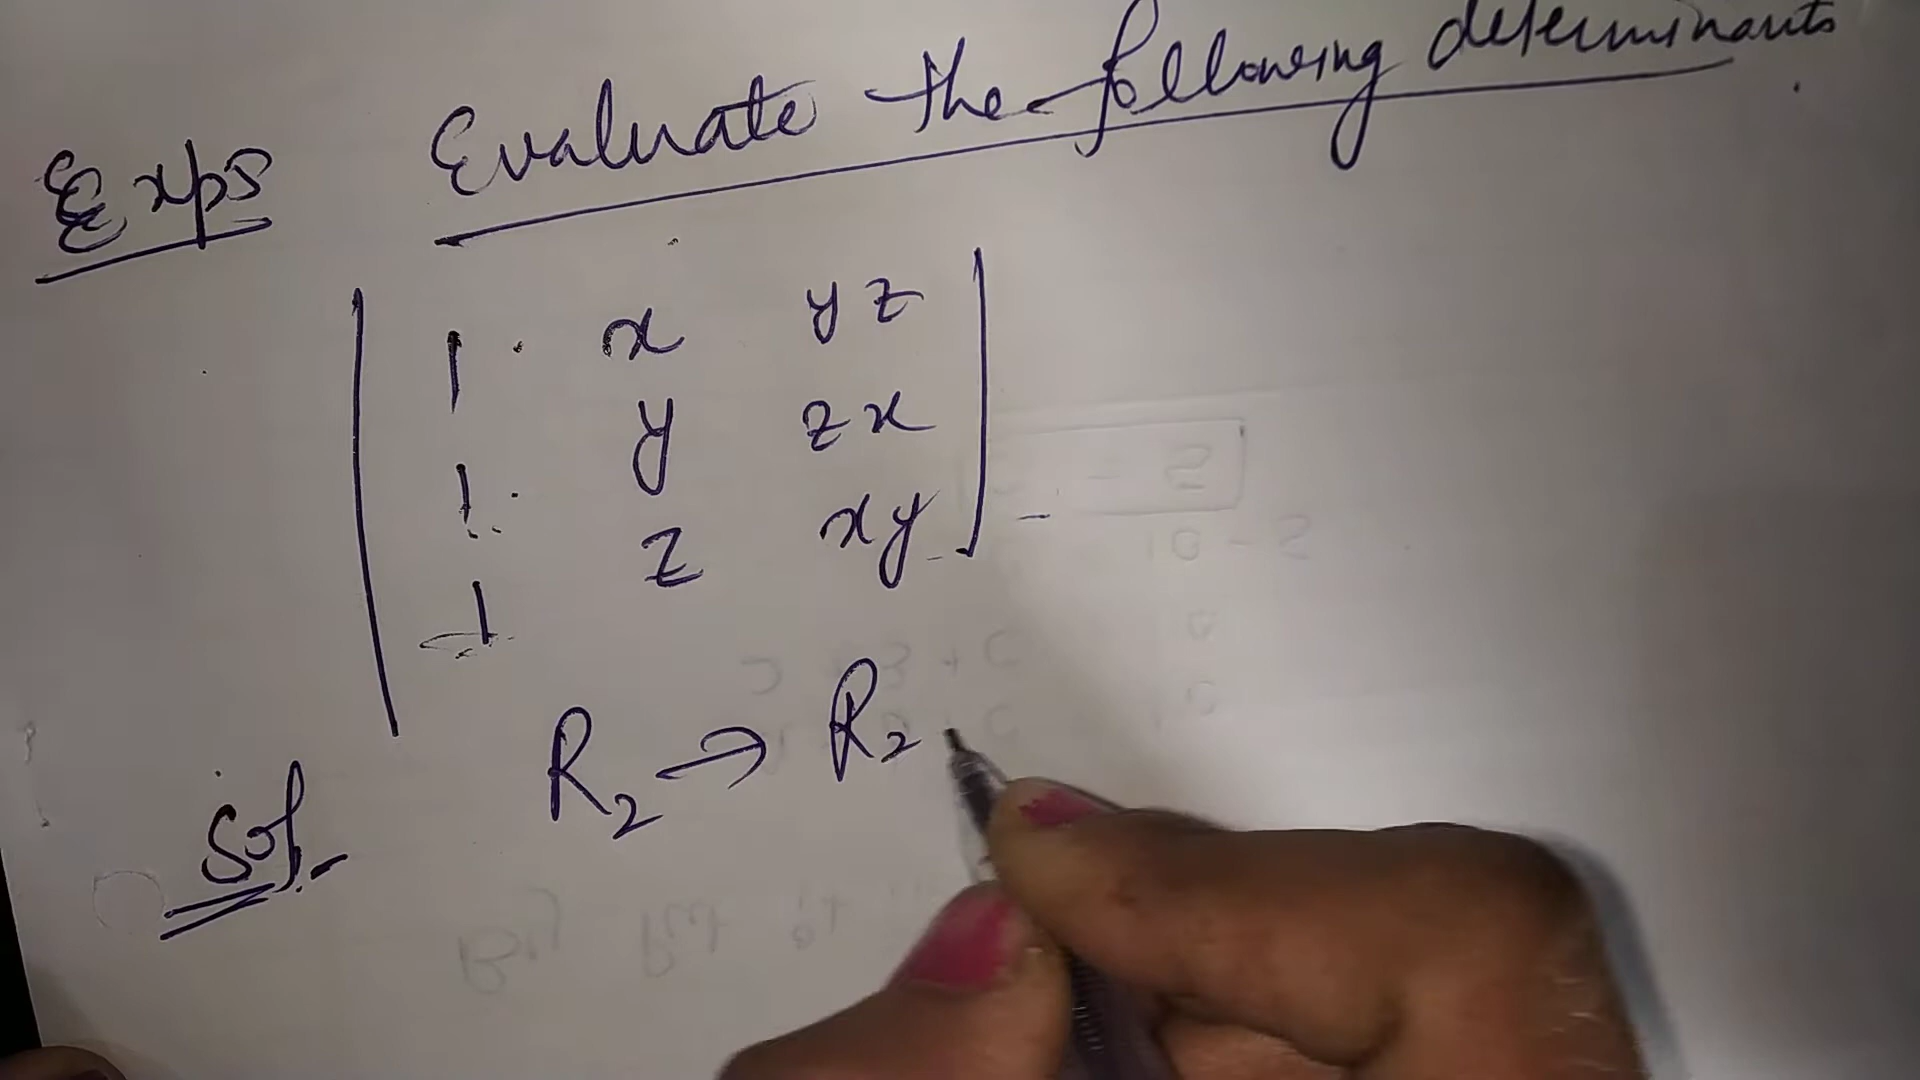 Exps Evaluate the following determinants.
1 x yz
1 y zx
1 z xy
Sol. R2 → R2